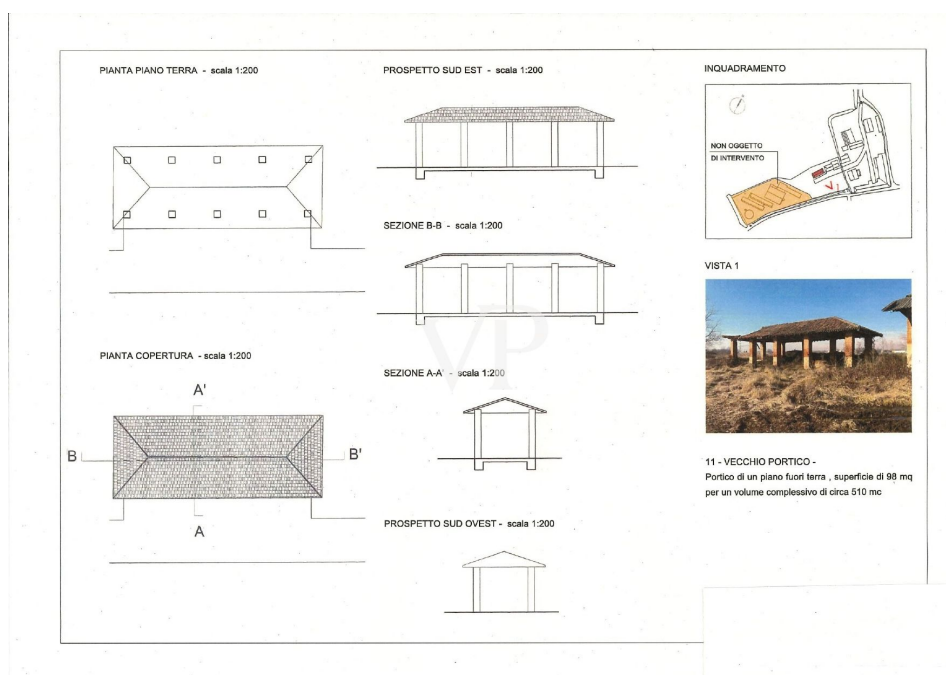 PIANTA PIANO TERRA - scala 1:200
PIANTA COPERTURA - scala 1:200
A'
B
B'
A
PROSPETTO SUD EST - scala 1:200
SEZIONE B-B - scala 1:200
SEZIONE A-A' - scala 1:200
PROSPETTO SUD OVEST - scala 1:200
VP
INQUADRAMENTO
NON OGGETTO
DI INTERVENTO
1
VISTA 1
11 - VECCHIO PORTICO -
Portico di un piano fuori terra , superficie di 98 mq
per un volume complessivo di circa 510 mc